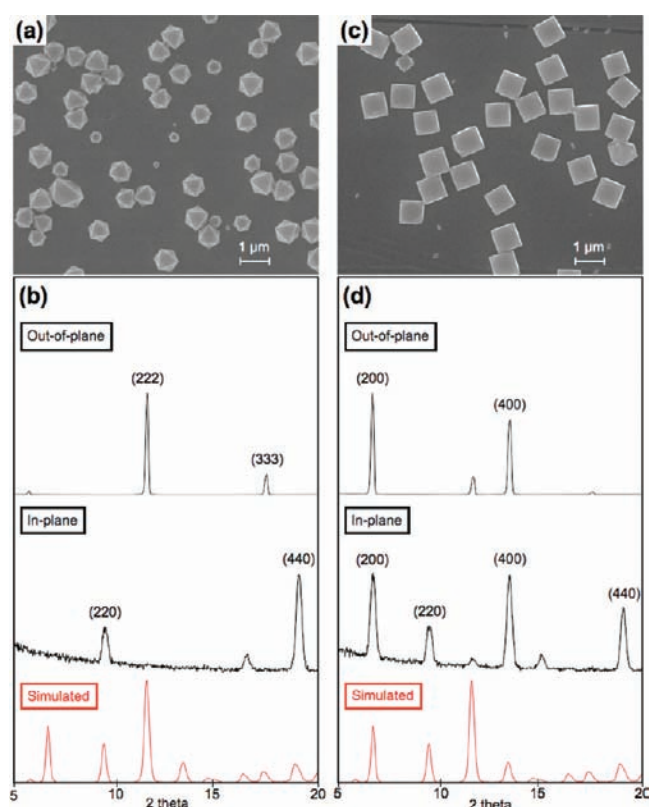 (a)
1 μm
(c)
1 μm
(b)
Out-of-plane
(222)
(333)
In-plane
(220)
(440)
Simulated
5
10
15
20
2 theta
(d)
Out-of-plane
(200)
(400)
In-plane
(200)
(220)
(400)
(440)
Simulated
5
10
15
20
2 theta